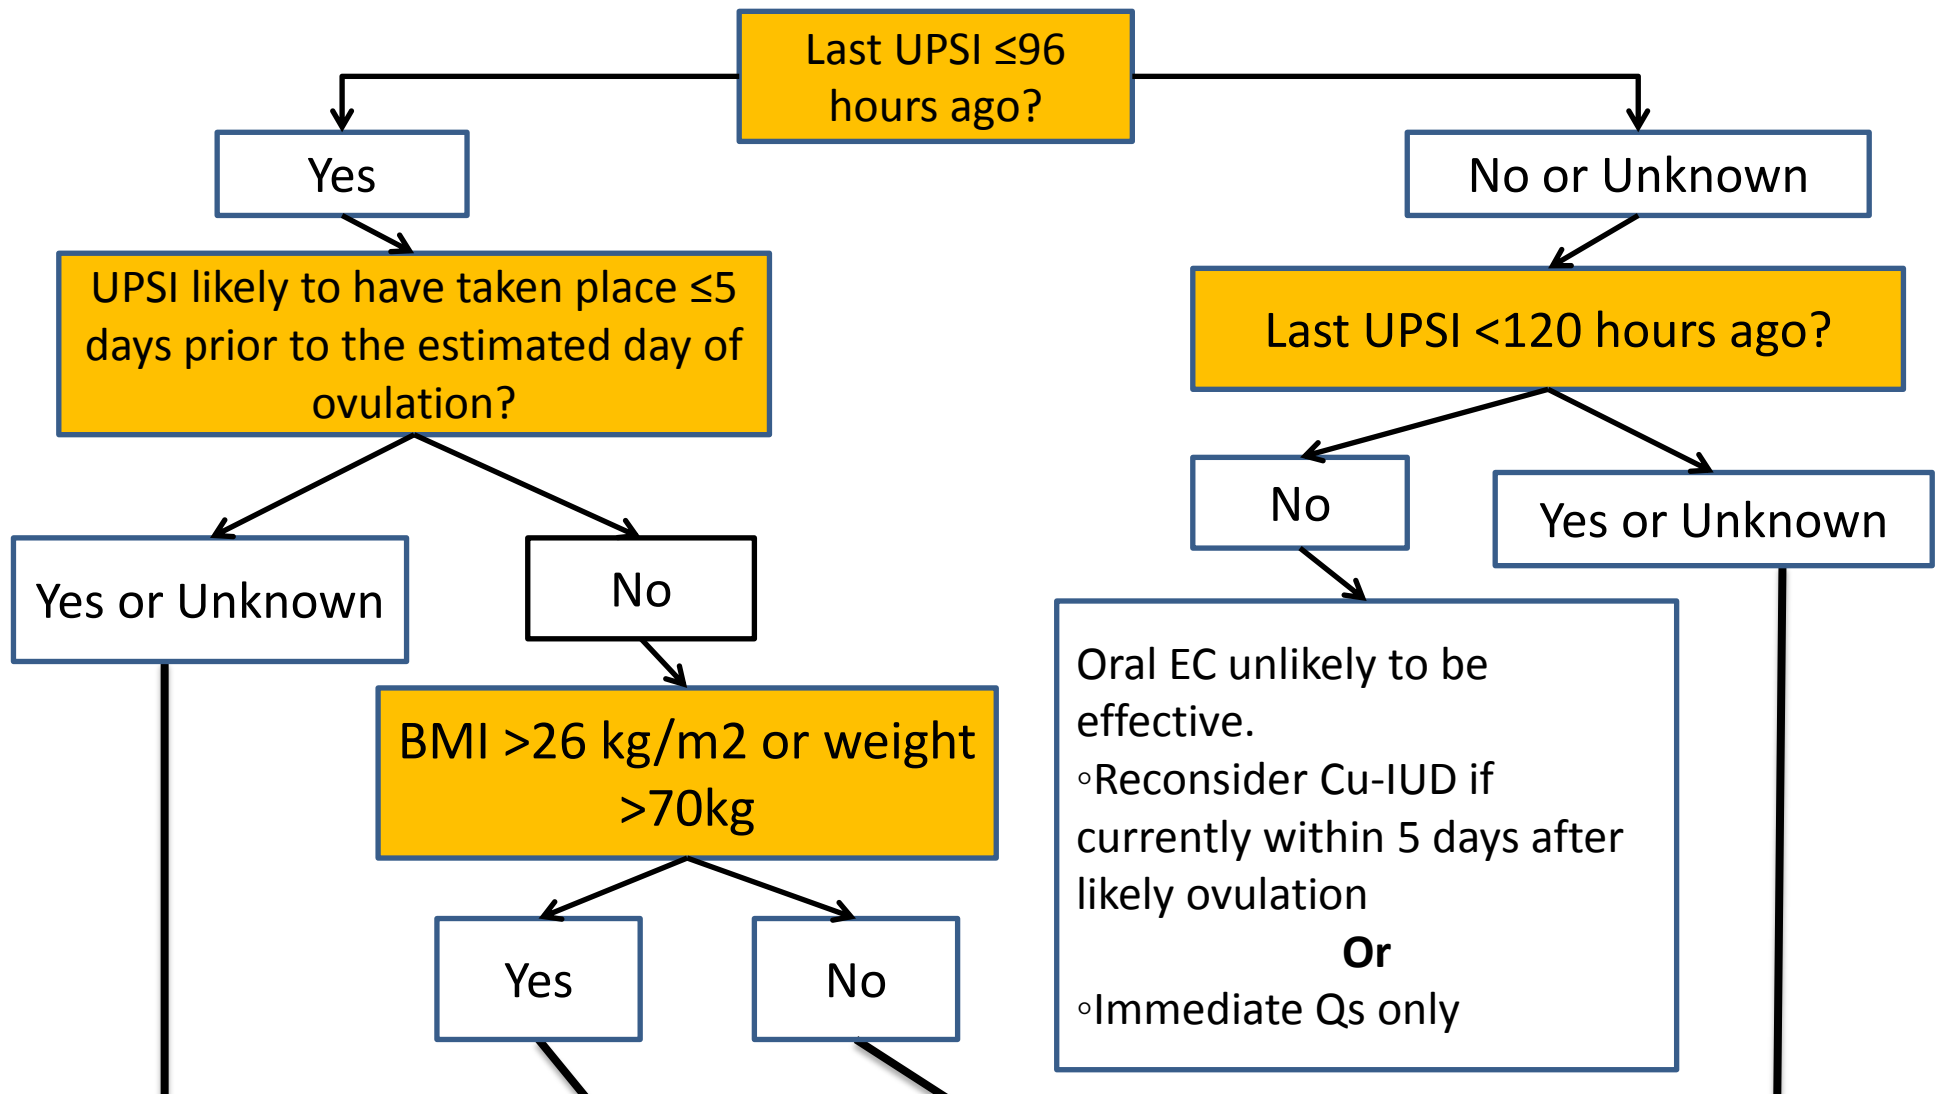 Last UPSI ≤96
hours ago?
Yes
No or Unknown
UPSI likely to have taken place ≤5
days prior to the estimated day of
ovulation?
Last UPSI <120 hours ago?
Yes or Unknown
No
No
Yes or Unknown
BMI >26 kg/m2 or weight
>70kg
Yes
No
Oral EC unlikely to be
effective.
◦Reconsider Cu-IUD if
currently within 5 days after
likely ovulation
Or
◦Immediate Qs only